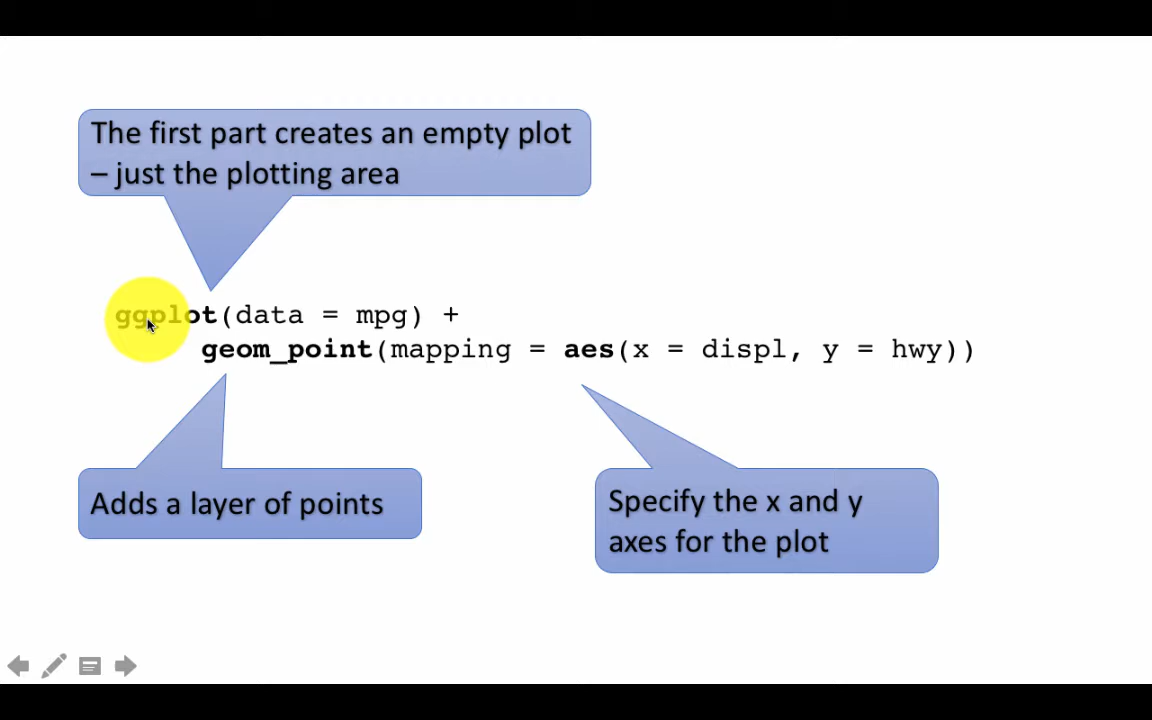 The first part creates an empty plot
– just the plotting area
ggplot(data = mpg) +
geom_point(mapping = aes(x = displ, y = hwy))
Adds a layer of points
Specify the x and y
axes for the plot